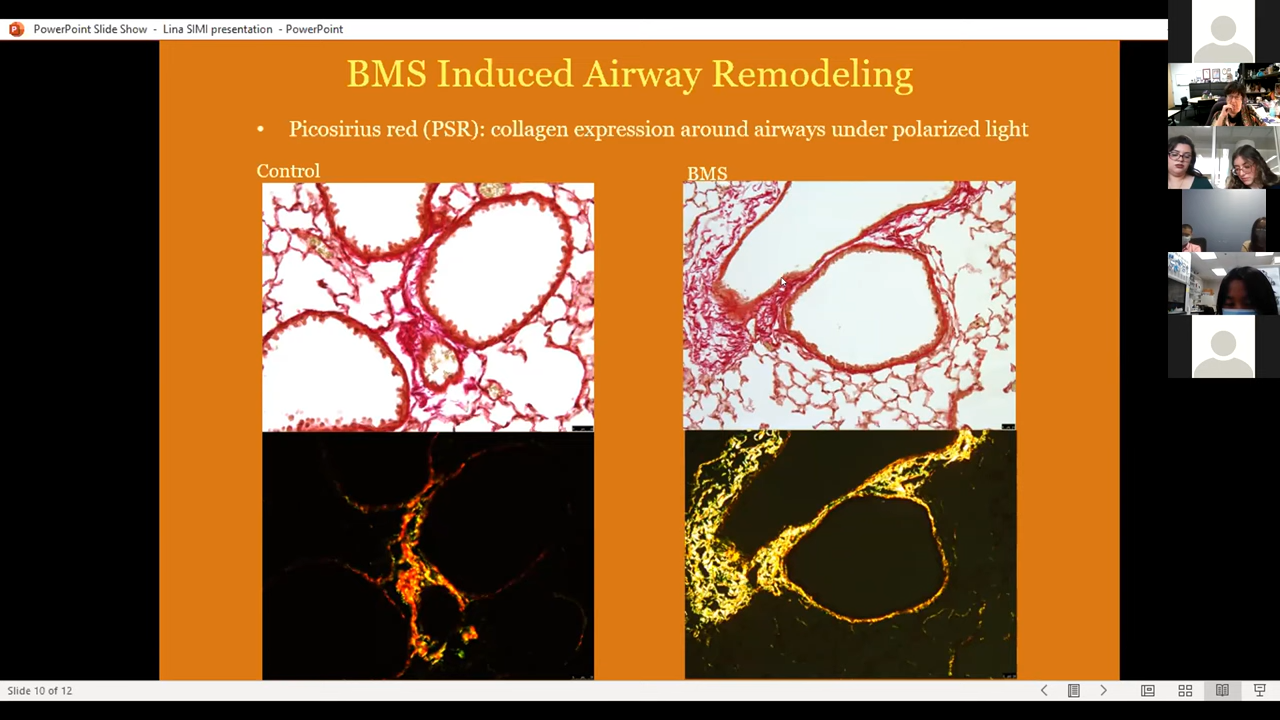 PowerPoint Slide Show - Lina SIMI presentation - PowerPoint
BMS Induced Airway Remodeling
• Picosirius red (PSR): collagen expression around airways under polarized light
Control
BMS
Slide 10 of 12